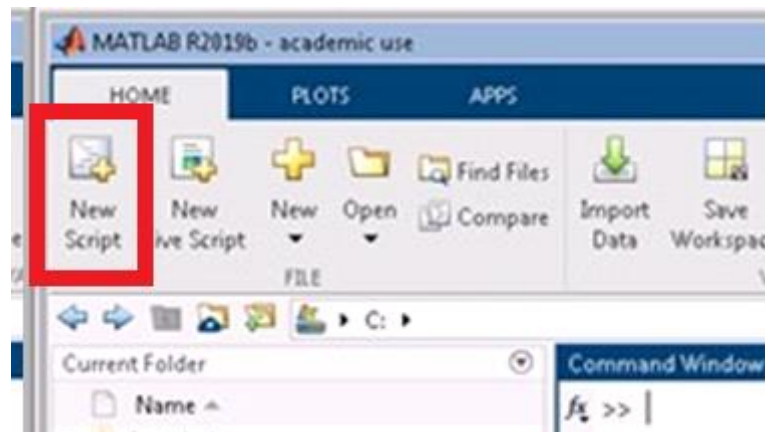 MATLAB R2019b - academic use
HOME PLOTS APPS
New Script
New ive Script
New
Open
Find Files
Compare
Import Data
Save Workspac
FILE
C:
Current Folder
Command Window
Name
fx >>